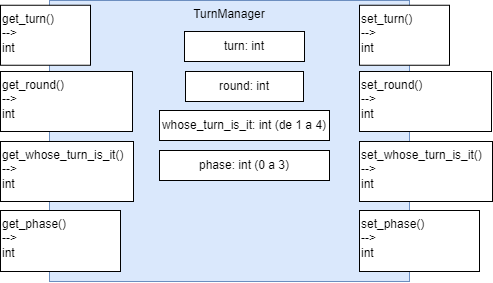 TurnManager
get_turn()
-->
int
get_round()
-->
int
get_whose_turn_is_it()
-->
int
get_phase()
-->
int
turn: int
round: int
whose_turn_is_it: int (de 1 a 4)
phase: int (0 a 3)
set_turn()
-->
int
set_round()
-->
int
set_whose_turn_is_it()
-->
int
set_phase()
-->
int